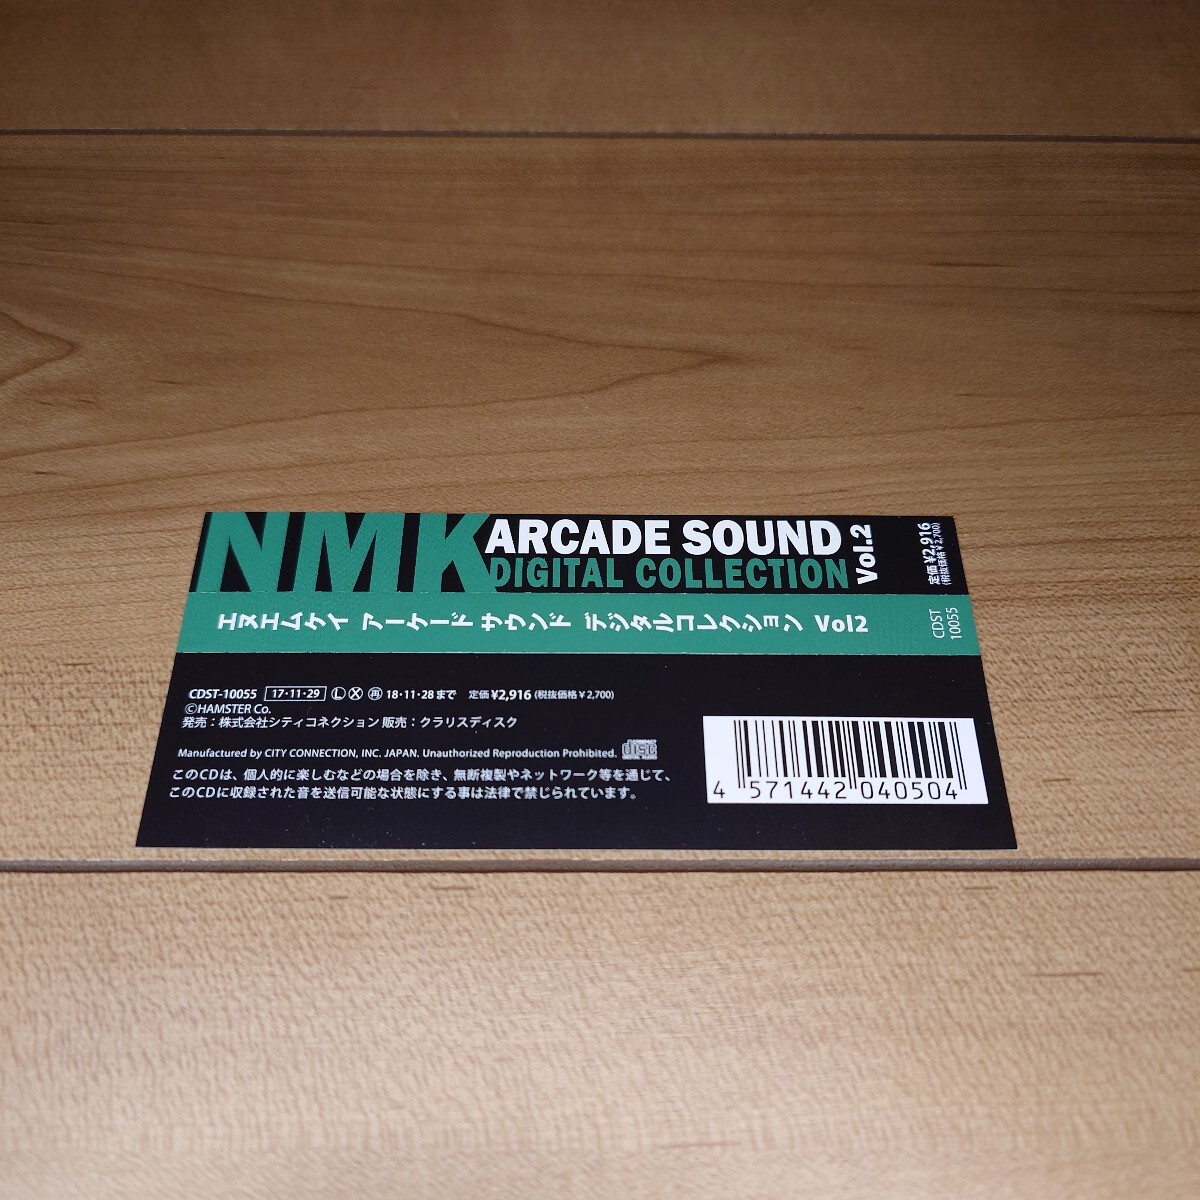 NMK ARCADE SOUND
DIGITAL COLLECTION
Vol.2
定価 ¥2,916
(税抜価格 ¥2,700)
エヌエムケイ アーケード サウンド デジタルコレクション Vol2
CDST
10055
CDST-10055 17・11・29 Ⓛ Ⓧ ㊐ 18・11・28まで 定価 ¥2,916 (税抜価格 ¥2,700)
©HAMSTER Co.
発売：株式会社シティコネクション 販売：クラリスディスク
Manufactured by CITY CONNECTION, INC. JAPAN. Unauthorized Reproduction Prohibited. COMPACT disc DIGITAL AUDIO
このCDは、個人的に楽しむなどの場合を除き、無断複製やネットワーク等を通じて、
このCDに収録された音を送信可能な状態にする事は法律で禁じられています。
4 571442 040504